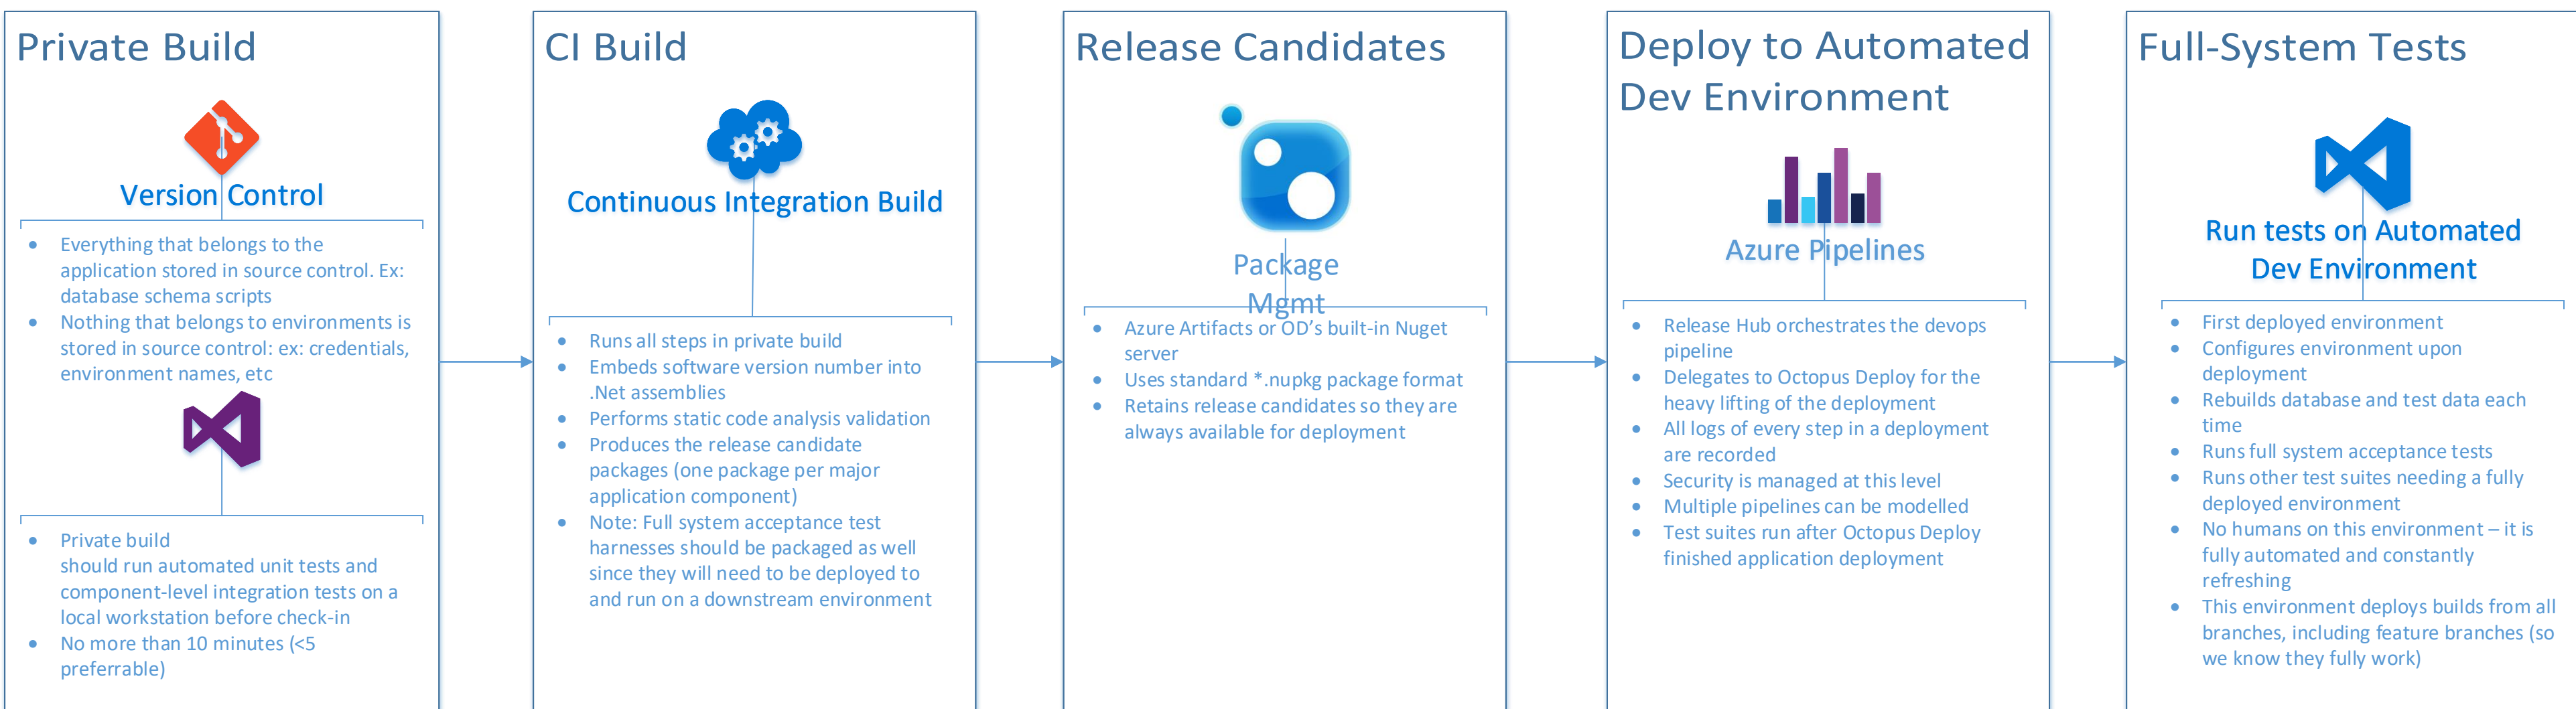 Private Build
Version Control
• Everything that belongs to the
application stored in source control. Ex:
database schema scripts
• Nothing that belongs to environments is
stored in source control: ex: credentials,
environment names, etc
• Private build
should run automated unit tests and
component-level integration tests on a
local workstation before check-in
• No more than 10 minutes (<5
preferrable)
CI Build
Continuous Integration Build
• Runs all steps in private build
• Embeds software version number into
.Net assemblies
• Performs static code analysis validation
• Produces the release candidate
packages (one package per major
application component)
• Note: Full system acceptance test
harnesses should be packaged as well
since they will need to be deployed to
and run on a downstream environment
Release Candidates
Package
Mgmt
• Azure Artifacts or OD’s built-in Nuget
server
• Uses standard *.nupkg package format
• Retains release candidates so they are
always available for deployment
Deploy to Automated
Dev Environment
Azure Pipelines
• Release Hub orchestrates the devops
pipeline
• Delegates to Octopus Deploy for the
heavy lifting of the deployment
• All logs of every step in a deployment
are recorded
• Security is managed at this level
• Multiple pipelines can be modelled
• Test suites run after Octopus Deploy
finished application deployment
Full-System Tests
Run tests on Automated
Dev Environment
• First deployed environment
• Configures environment upon
deployment
• Rebuilds database and test data each
time
• Runs full system acceptance tests
• Runs other test suites needing a fully
deployed environment
• No humans on this environment – it is
fully automated and constantly
refreshing
• This environment deploys builds from all
branches, including feature branches (so
we know they fully work)